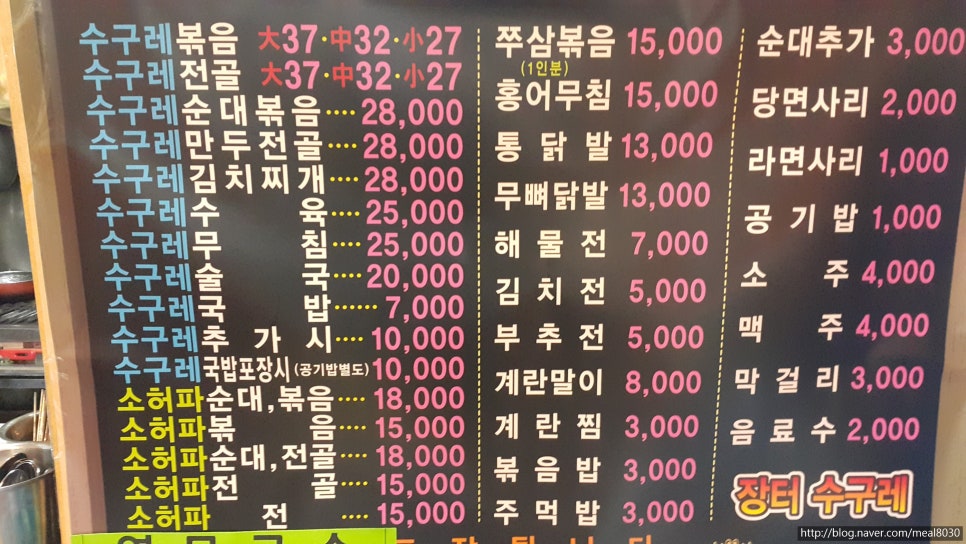 수구레볶음 大37·中32·小27
수구레전골 大37·中32·小27
수구레순대볶음···· 28,000
수구레만두전골···· 28,000
수구레김치찌개···· 28,000
수구레수육···· 25,000
수구레무침···· 25,000
수구레술국···· 20,000
수구레국밥······ 7,000
수구레추가시···· 10,000
수구레국밥포장시(공기밥별도) 10,000
소허파순대,볶음···· 18,000
소허파볶음···· 15,000
소허파순대,전골···· 18,000
소허파전골···· 15,000
소허파전 ···· 15,000
쭈삼볶음 15,000
(1인분)
홍어무침 15,000
통닭발 13,000
무뼈닭발 13,000
해물전 7,000
김치전 5,000
부추전 5,000
계란말이 8,000
계란찜 3,000
볶음밥 3,000
주먹밥 3,000
순대추가 3,000
당면사리 2,000
라면사리 1,000
공기밥 1,000
소주 4,000
맥주 4,000
막걸리 3,000
음료수 2,000
장터 수구레
http://blog.naver.com/meal8030